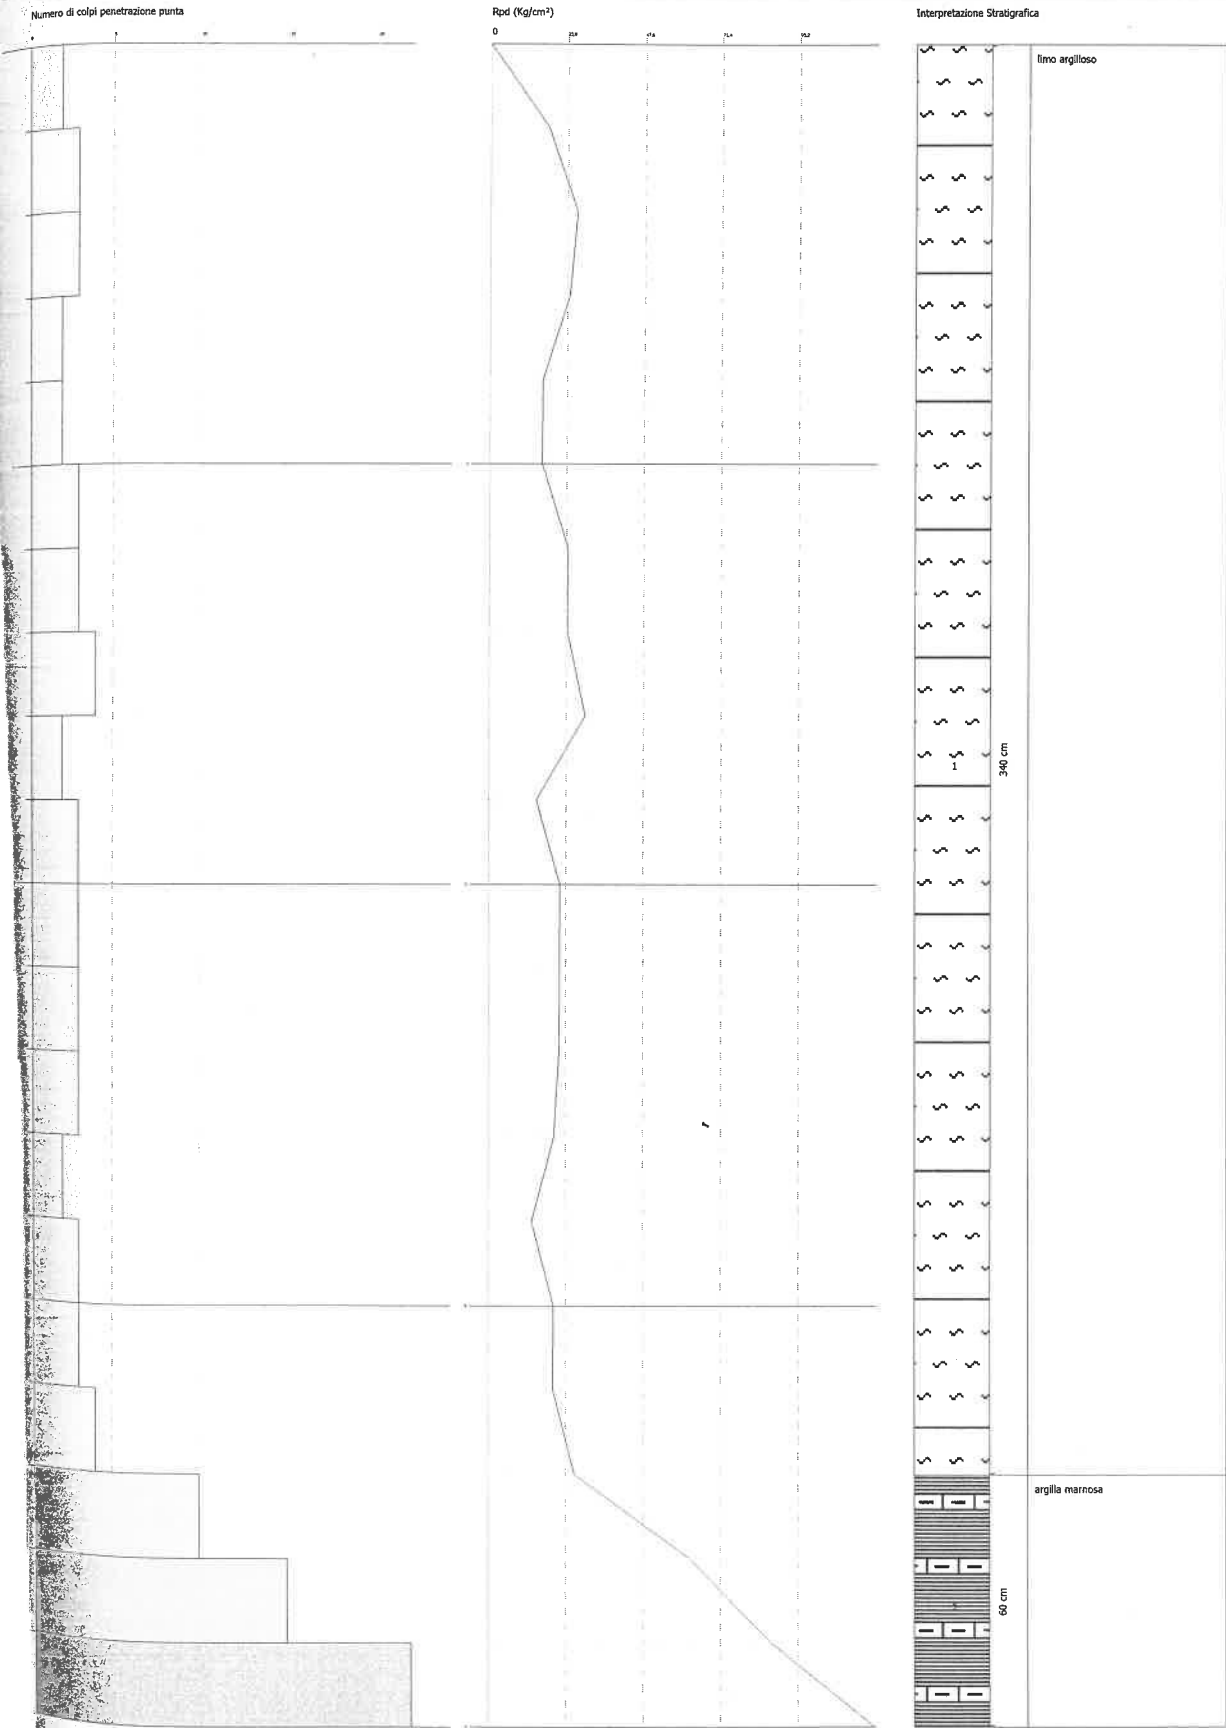 Numero di colpi penetrazione punta
Rpd (Kg/cm²)
Interpretazione Stratigrafica
0
limo argilloso
1
340 cm
argilla marnosa
60 cm